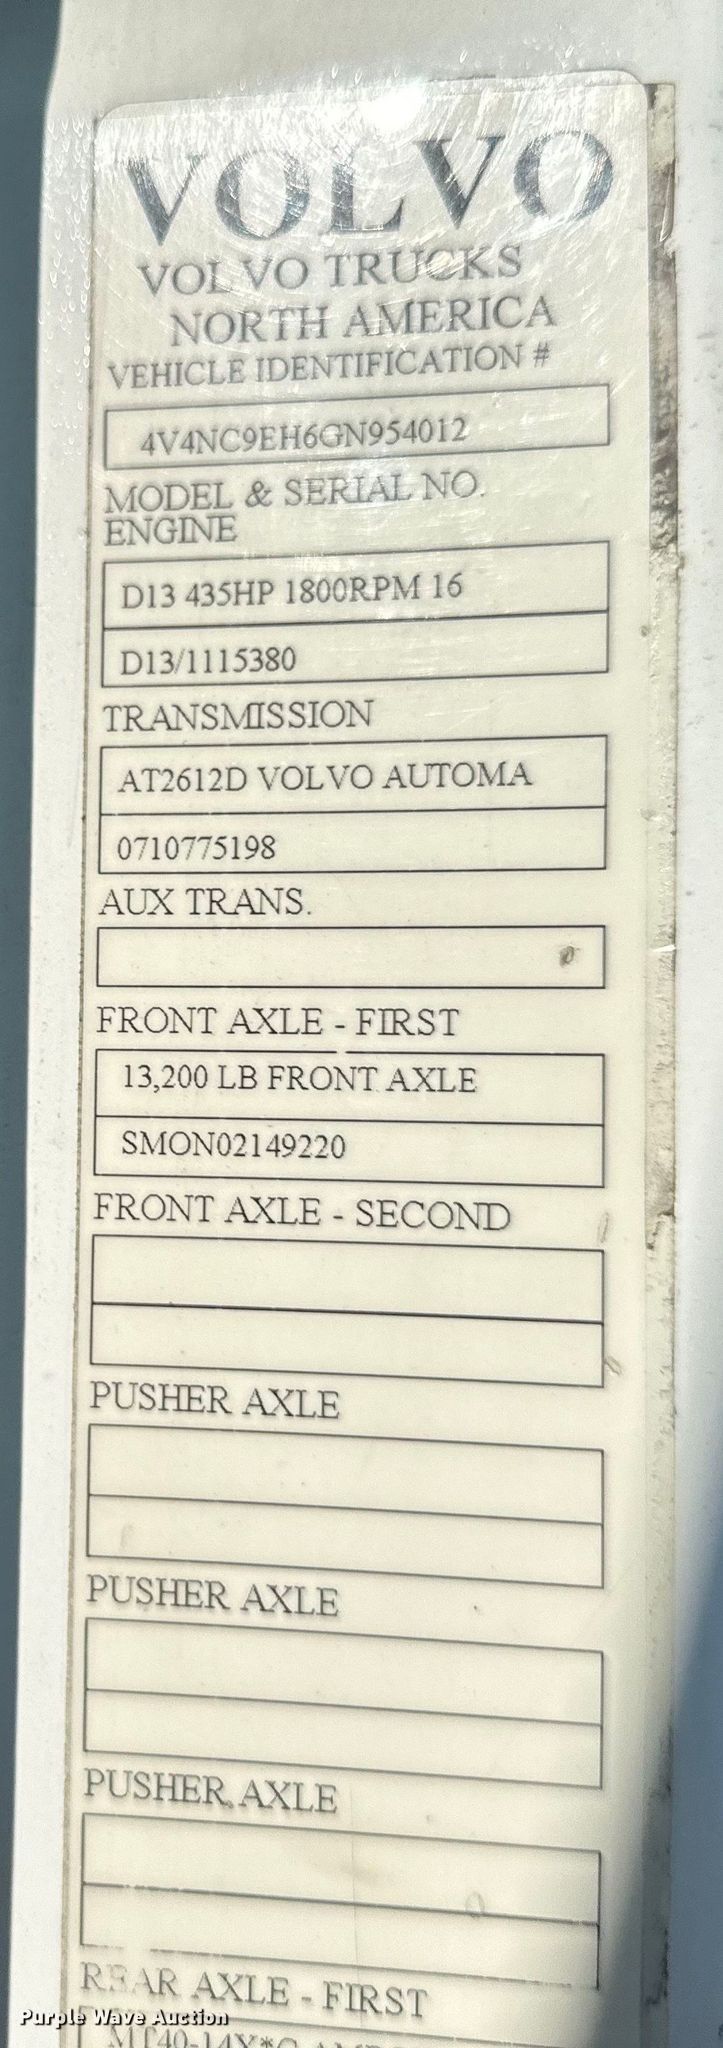 VOLVO
VOLVO TRUCKS
NORTH AMERICA
VEHICLE IDENTIFICATION #
4V4NC9EH6GN954012
MODEL & SERIAL NO.
ENGINE
D13 435HP 1800RPM 16
D13/1115380
TRANSMISSION
AT2612D VOLVO AUTOMA
0710775198
AUX TRANS.
FRONT AXLE - FIRST
13,200 LB FRONT AXLE
SMON02149220
FRONT AXLE - SECOND
PUSHER AXLE
PUSHER AXLE
PUSHER AXLE
REAR AXLE - FIRST
Purple Wave Auction